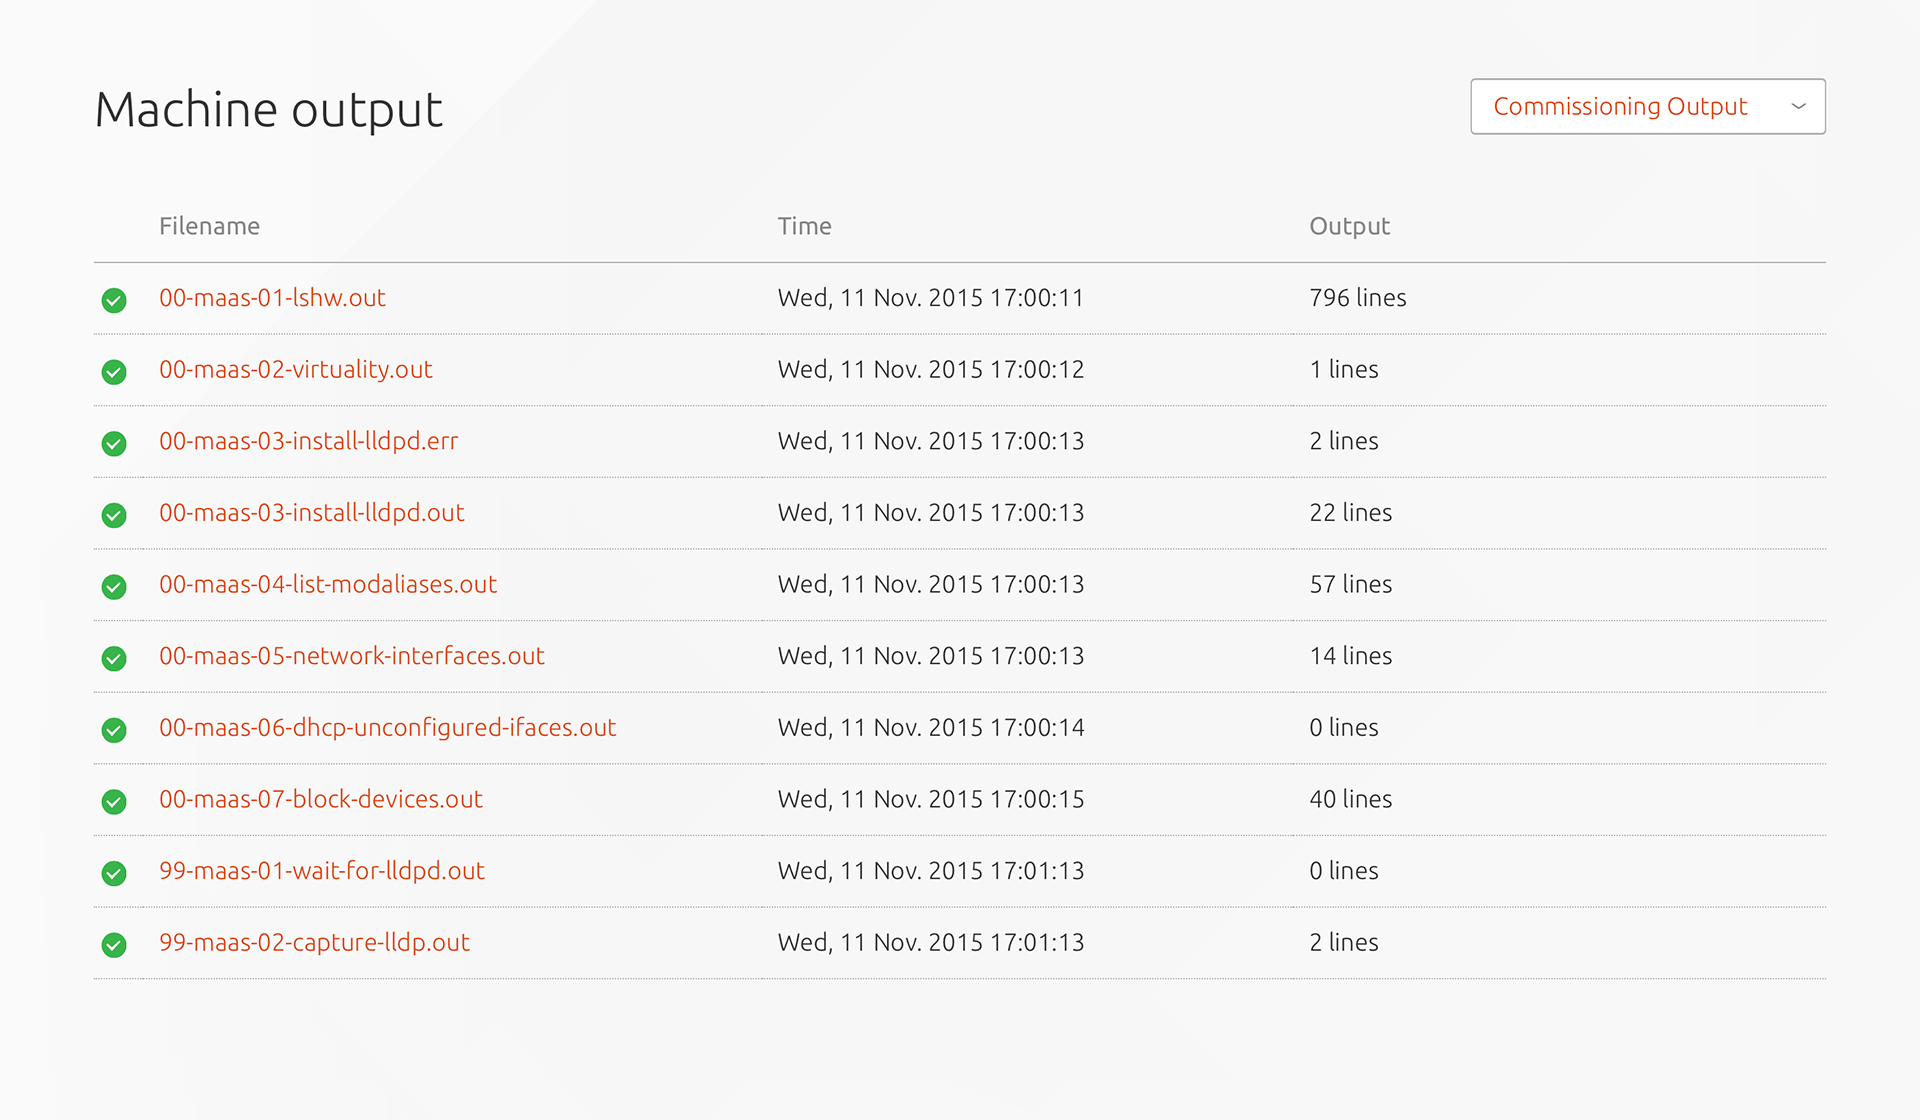 Machine output
Commissioning Output
Filename Time Output
00-maas-01-lshw.out Wed, 11 Nov. 2015 17:00:11 796 lines
00-maas-02-virtuality.out Wed, 11 Nov. 2015 17:00:12 1 lines
00-maas-03-install-lldpd.err Wed, 11 Nov. 2015 17:00:13 2 lines
00-maas-03-install-lldpd.out Wed, 11 Nov. 2015 17:00:13 22 lines
00-maas-04-list-modaliases.out Wed, 11 Nov. 2015 17:00:13 57 lines
00-maas-05-network-interfaces.out Wed, 11 Nov. 2015 17:00:13 14 lines
00-maas-06-dhcp-unconfigured-ifaces.out Wed, 11 Nov. 2015 17:00:14 0 lines
00-maas-07-block-devices.out Wed, 11 Nov. 2015 17:00:15 40 lines
99-maas-01-wait-for-lldpd.out Wed, 11 Nov. 2015 17:01:13 0 lines
99-maas-02-capture-lldp.out Wed, 11 Nov. 2015 17:01:13 2 lines